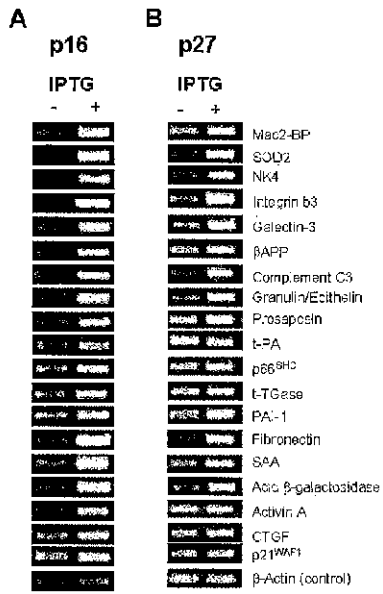 A
B
p16
p27
IPTG
IPTG
- +
- +
Mac2-BP
SOD2
NK4
Integrin b3
Galectin-3
βAPP
Complement C3
Granulin/Epithelin
Prosaposin
t-PA
p66SHC
t-TGase
PAI-1
Fibronectin
SAA
Acid β-galactosidase
Activin A
CTGF
p21WAF1
β-Actin (control)